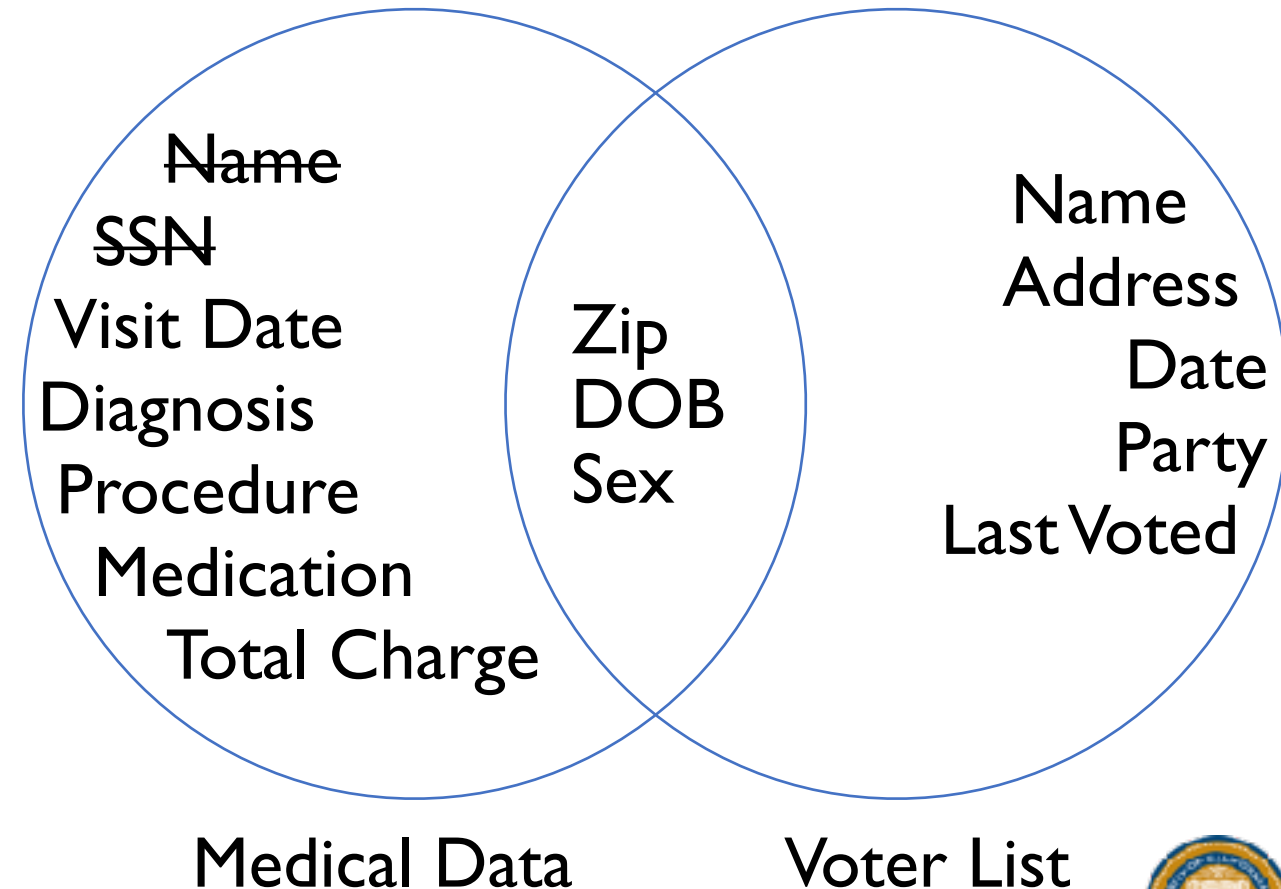 Name
SSN
Visit Date
Diagnosis
Procedure
Medication
Total Charge
Zip
DOB
Sex
Name
Address
Date
Party
Last Voted
Medical Data
Voter List